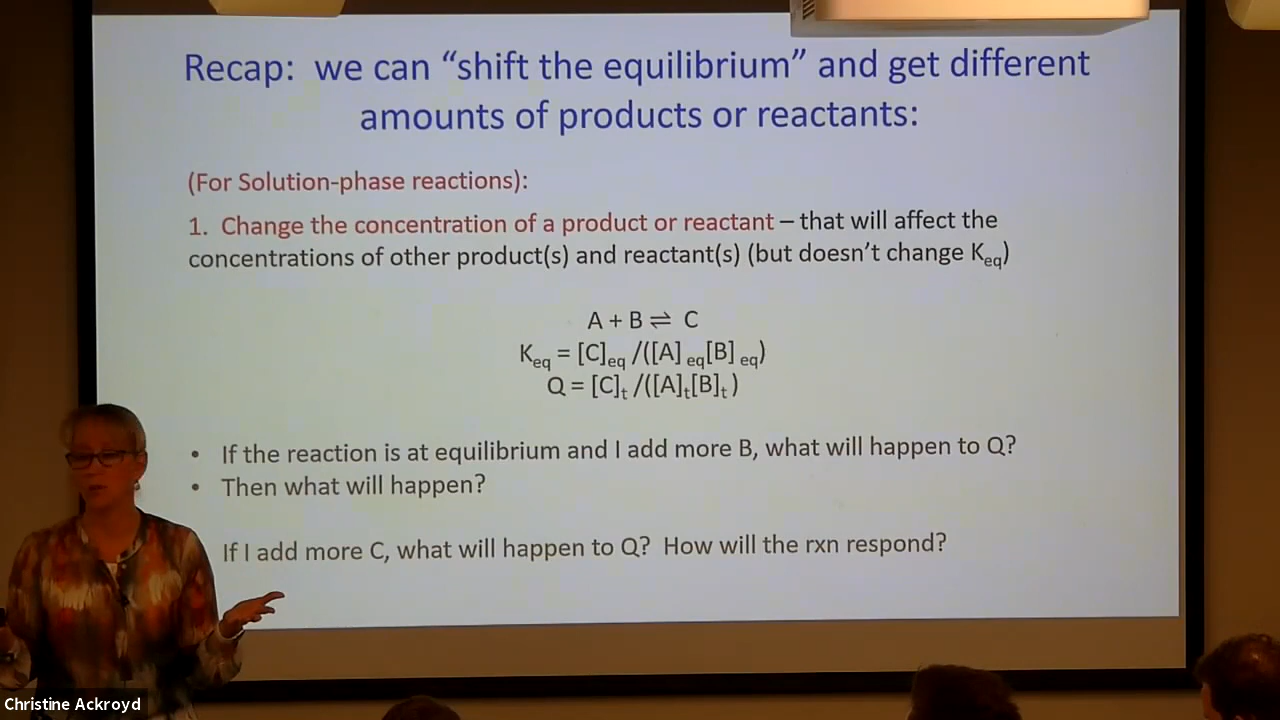 Recap: we can “shift the equilibrium” and get different
amounts of products or reactants:
(For Solution-phase reactions):
1. Change the concentration of a product or reactant – that will affect the
concentrations of other product(s) and reactant(s) (but doesn’t change Keq)
A + B ⇌ C
Keq = [C]eq /([A] eq[B] eq)
Q = [C]t /([A]t[B]t )
• If the reaction is at equilibrium and I add more B, what will happen to Q?
• Then what will happen?
If I add more C, what will happen to Q? How will the rxn respond?
Christine Ackroyd